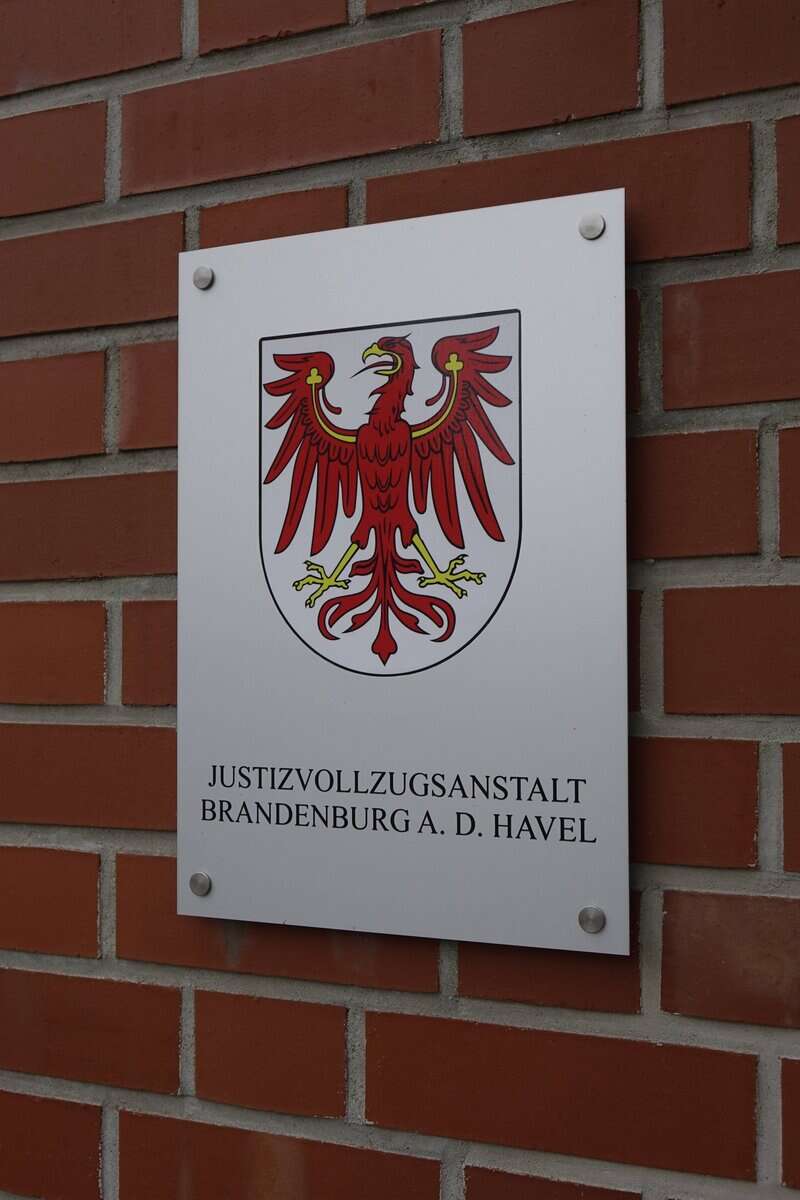 JUSTIZVOLLZUGSANSTALT
BRANDENBURG A. D. HAVEL